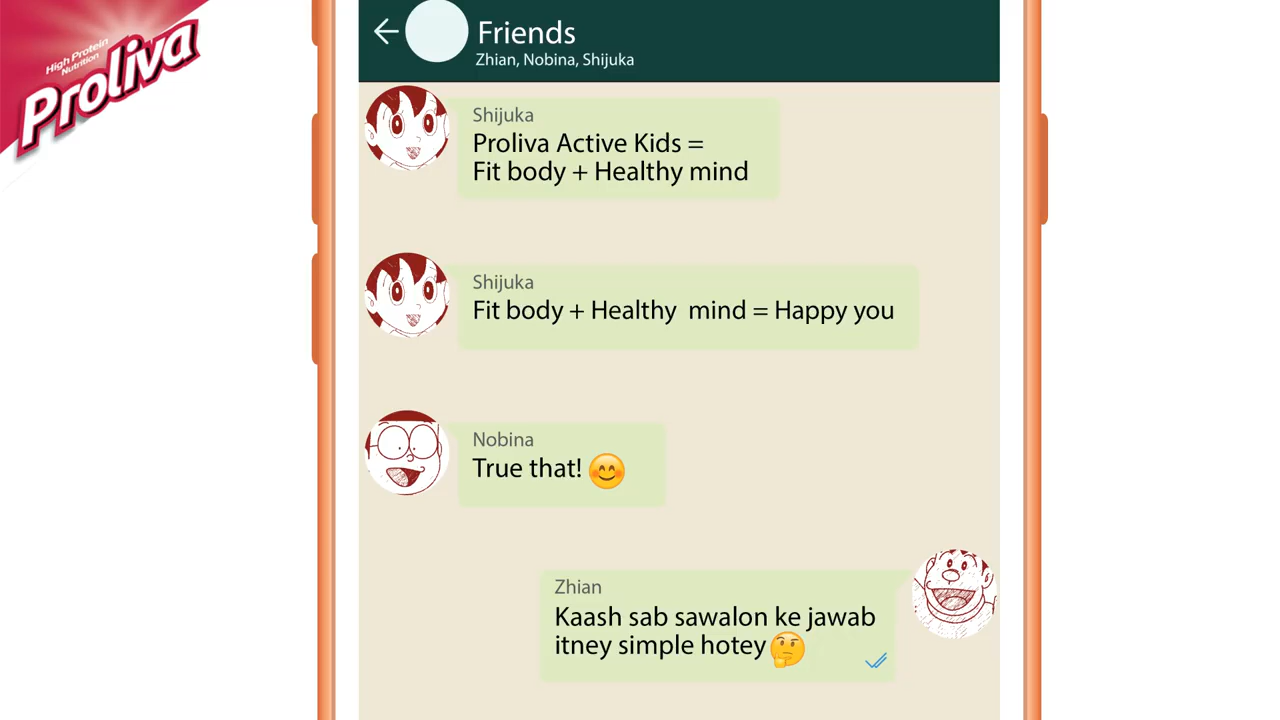 High Protein
Nutrition
Proliva
Friends
Zhian, Nobina, Shijuka
Shijuka
Proliva Active Kids =
Fit body + Healthy mind
Shijuka
Fit body + Healthy mind = Happy you
Nobina
True that! 😊
Zhian
Kaash sab sawalon ke jawab
itney simple hotey 🤔